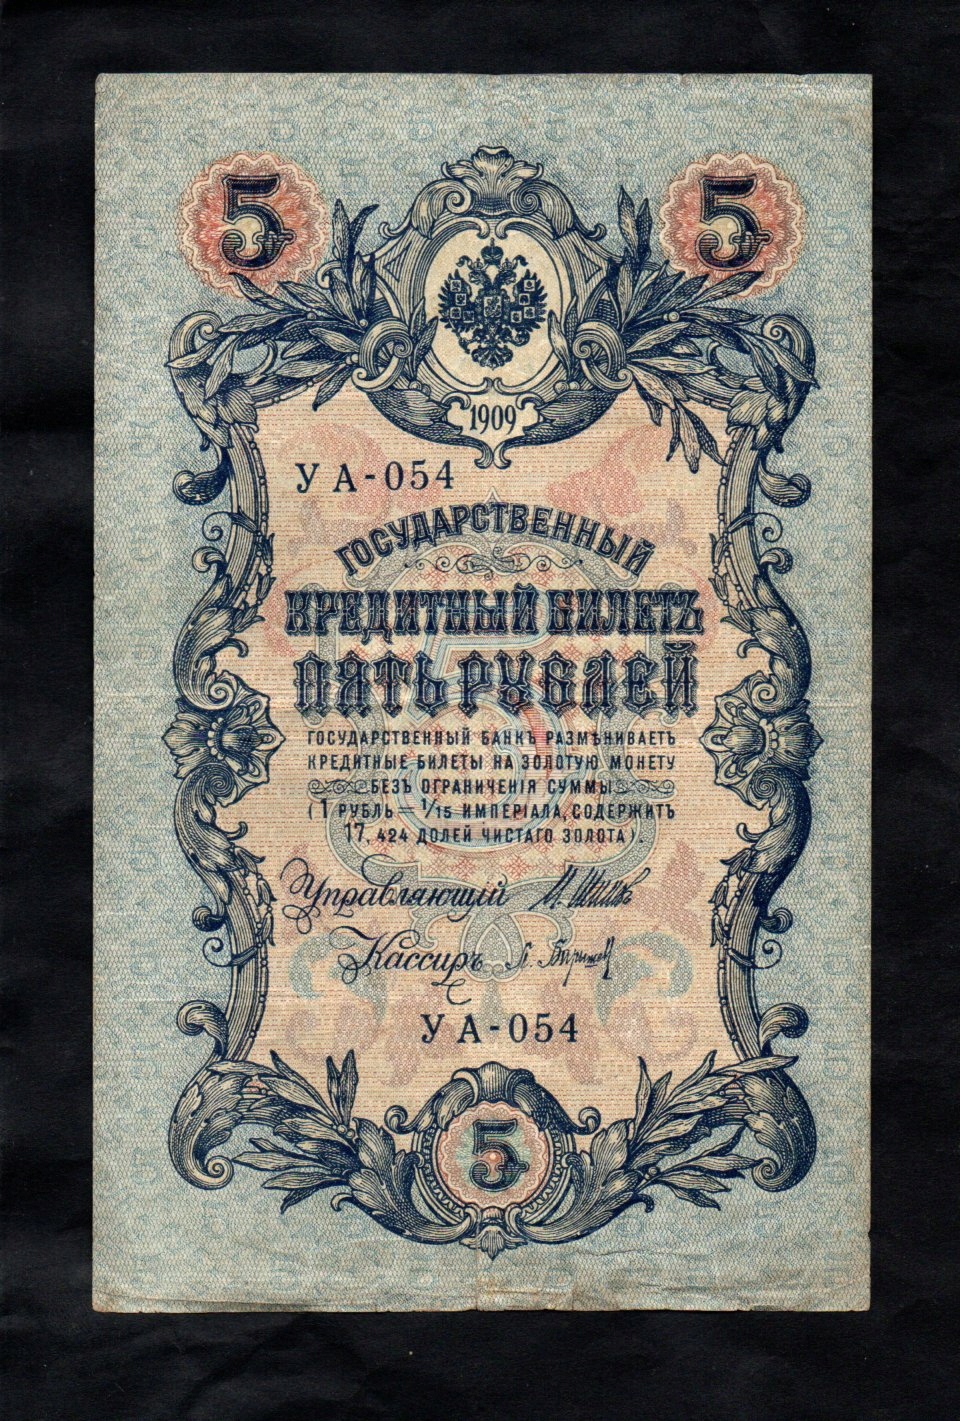 5 5
1909
УА-054
ГОСУДАРСТВЕННЫЙ
КРЕДИТНЫЙ БИЛЕТЪ
ПЯТЬ РУБЛЕЙ
ГОСУДАРСТВЕННЫЙ БАНКЪ РАЗМѢНИВАЕТЪ
КРЕДИТНЫЕ БИЛЕТЫ НА ЗОЛОТУЮ МОНЕТУ
БЕЗЪ ОГРАНИЧЕНІЯ СУММЫ
(1 РУБЛЬ = 1/15 ИМПЕРІАЛА, СОДЕРЖИТЪ
17,424 ДОЛЕЙ ЧИСТАГО ЗОЛОТА).
Управляющій
Кассиръ
УА-054
5